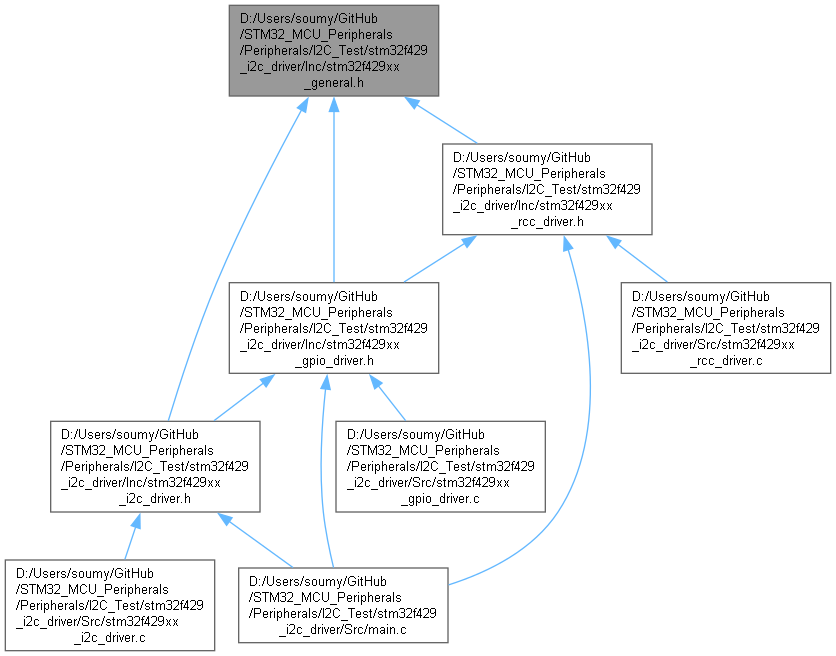 D:/Users/soumy/GitHub
/STM32_MCU_Peripherals
/Peripherals/I2C_Test/stm32f429
_i2c_driver/Inc/stm32f429xx
_general.h
D:/Users/soumy/GitHub
/STM32_MCU_Peripherals
/Peripherals/I2C_Test/stm32f429
_i2c_driver/Inc/stm32f429xx
_rcc_driver.h
D:/Users/soumy/GitHub
/STM32_MCU_Peripherals
/Peripherals/I2C_Test/stm32f429
_i2c_driver/Inc/stm32f429xx
_gpio_driver.h
D:/Users/soumy/GitHub
/STM32_MCU_Peripherals
/Peripherals/I2C_Test/stm32f429
_i2c_driver/Src/stm32f429xx
_rcc_driver.c
D:/Users/soumy/GitHub
/STM32_MCU_Peripherals
/Peripherals/I2C_Test/stm32f429
_i2c_driver/Inc/stm32f429xx
_i2c_driver.h
D:/Users/soumy/GitHub
/STM32_MCU_Peripherals
/Peripherals/I2C_Test/stm32f429
_i2c_driver/Src/stm32f429xx
_gpio_driver.c
D:/Users/soumy/GitHub
/STM32_MCU_Peripherals
/Peripherals/I2C_Test/stm32f429
_i2c_driver/Src/stm32f429xx
_i2c_driver.c
D:/Users/soumy/GitHub
/STM32_MCU_Peripherals
/Peripherals/I2C_Test/stm32f429
_i2c_driver/Src/main.c